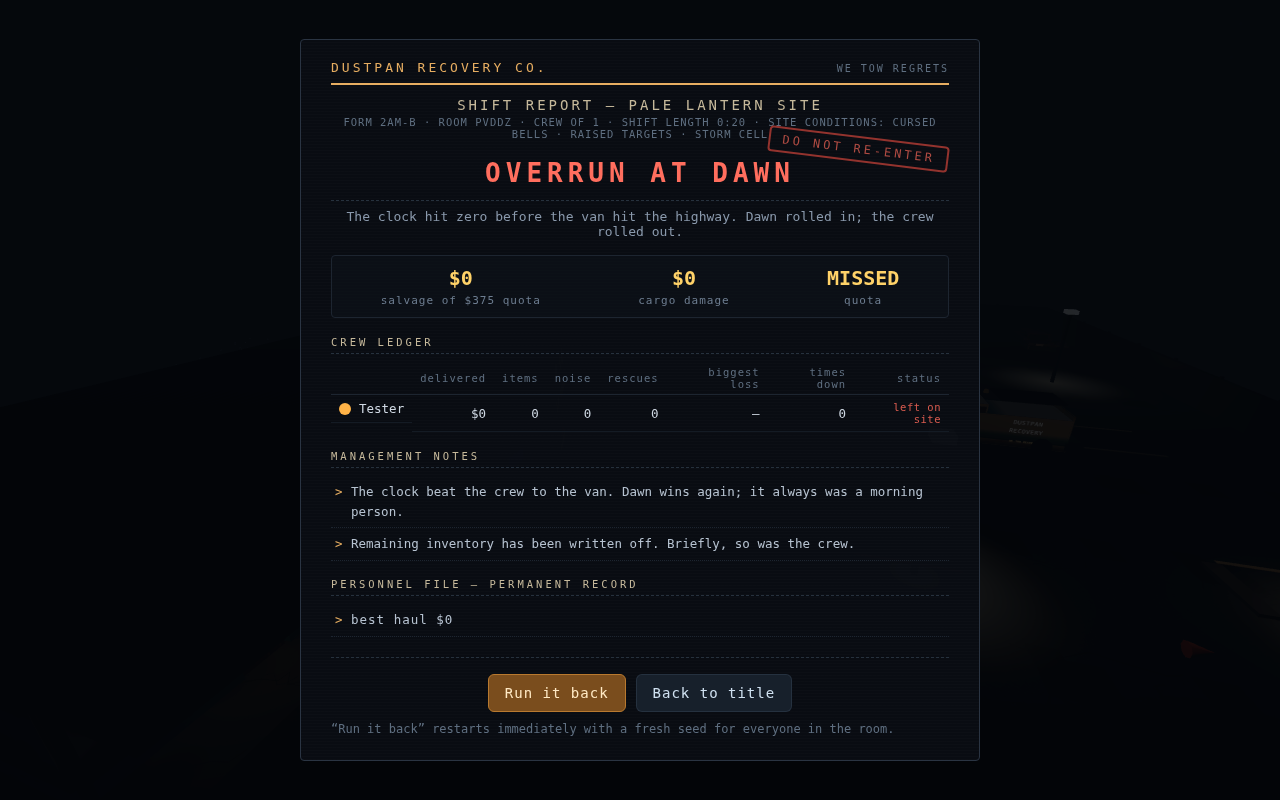 DUSTPAN RECOVERY CO.
WE TOW REGRETS
SHIFT REPORT — PALE LANTERN SITE
FORM 2AM-B · ROOM PVDDZ · CREW OF 1 · SHIFT LENGTH 0:20 · SITE CONDITIONS: CURSED
BELLS · RAISED TARGETS · STORM CELL
DO NOT RE-ENTER
OVERRUN AT DAWN
The clock hit zero before the van hit the highway. Dawn rolled in; the crew
rolled out.
$0
salvage of $375 quota
$0
cargo damage
MISSED
quota
CREW LEDGER
delivered items noise rescues biggest loss times down status
Tester $0 0 0 0 — 0 left on site
MANAGEMENT NOTES
> The clock beat the crew to the van. Dawn wins again; it always was a morning
person.
> Remaining inventory has been written off. Briefly, so was the crew.
PERSONNEL FILE — PERMANENT RECORD
> best haul $0
Run it back
Back to title
“Run it back” restarts immediately with a fresh seed for everyone in the room.
DUSTPAN
RECOVERY